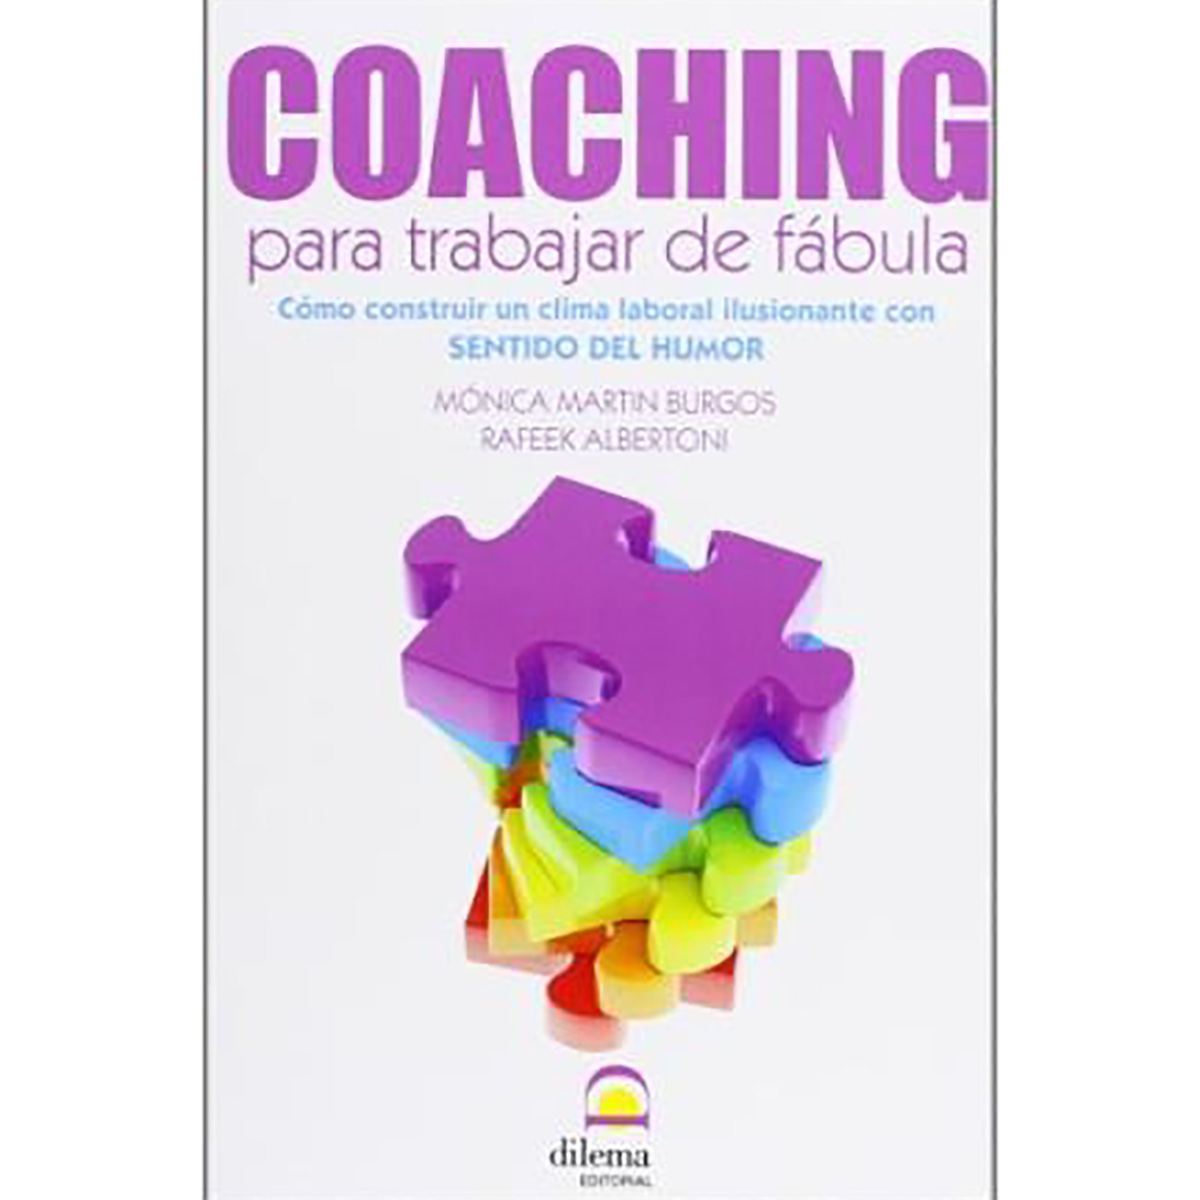 COACHING
para trabajar de fábula
Cómo construir un clima laboral ilusionante con
SENTIDO DEL HUMOR
MÓNICA MARTIN BURGOS
RAFEEK ALBERTONI
dilema
EDITORIAL